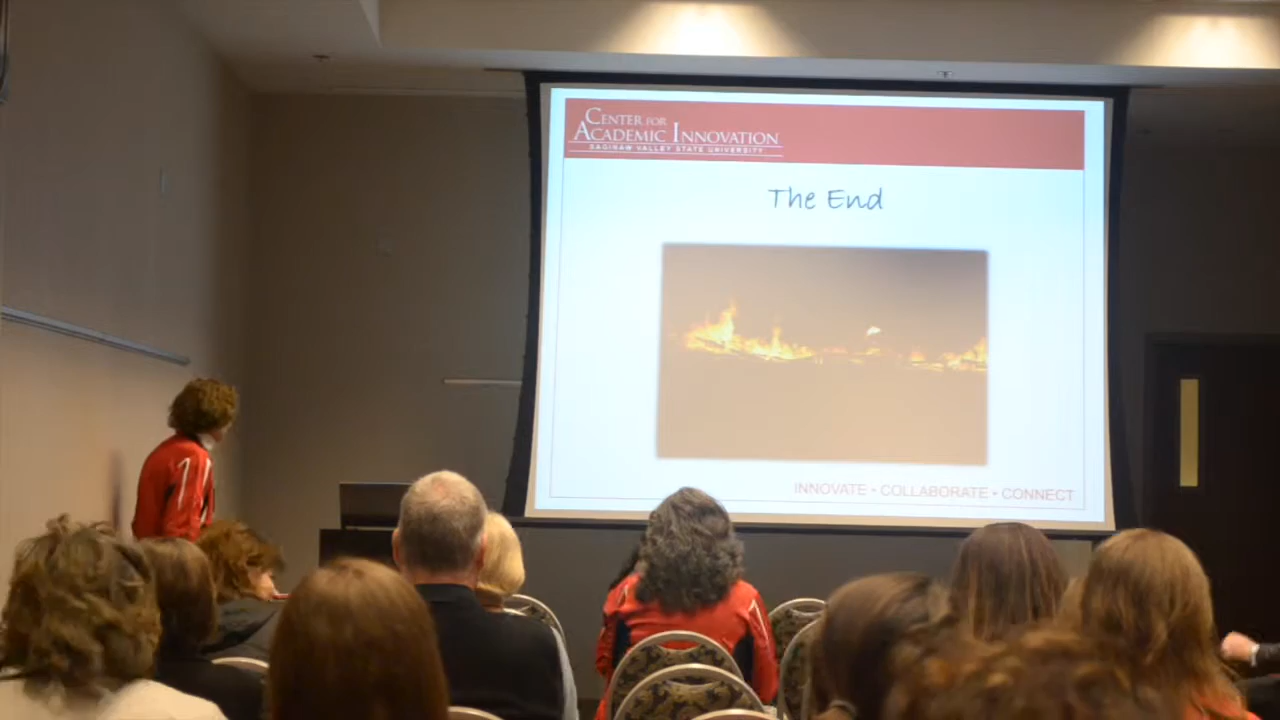 CENTER FOR
ACADEMIC INNOVATION
SAGINAW VALLEY STATE UNIVERSITY
The End
INNOVATE • COLLABORATE • CONNECT